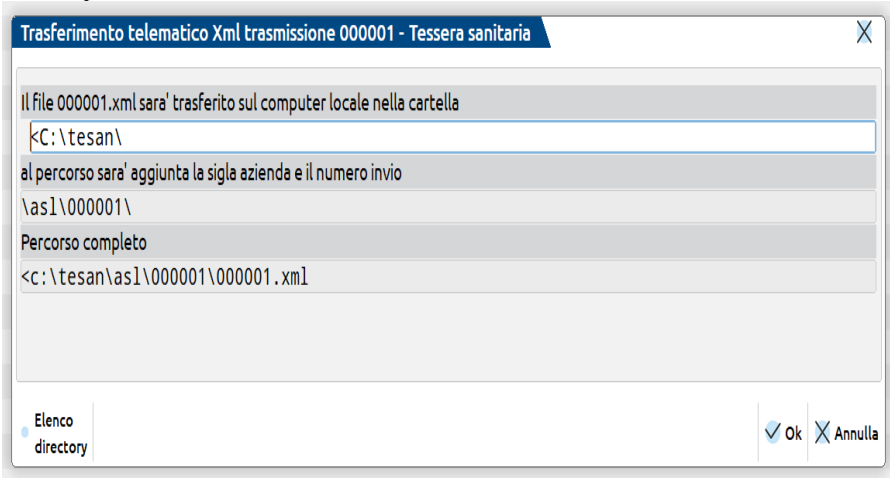 Trasferimento telematico Xml trasmissione 000001 - Tessera sanitaria
Il file 000001.xml sara' trasferito sul computer locale nella cartella
<C:\tesan\
al percorso sara' aggiunta la sigla azienda e il numero invio
\asl\000001\
Percorso completo
<c:\tesan\asl\000001\000001.xml
Elenco
directory
Ok
Annulla